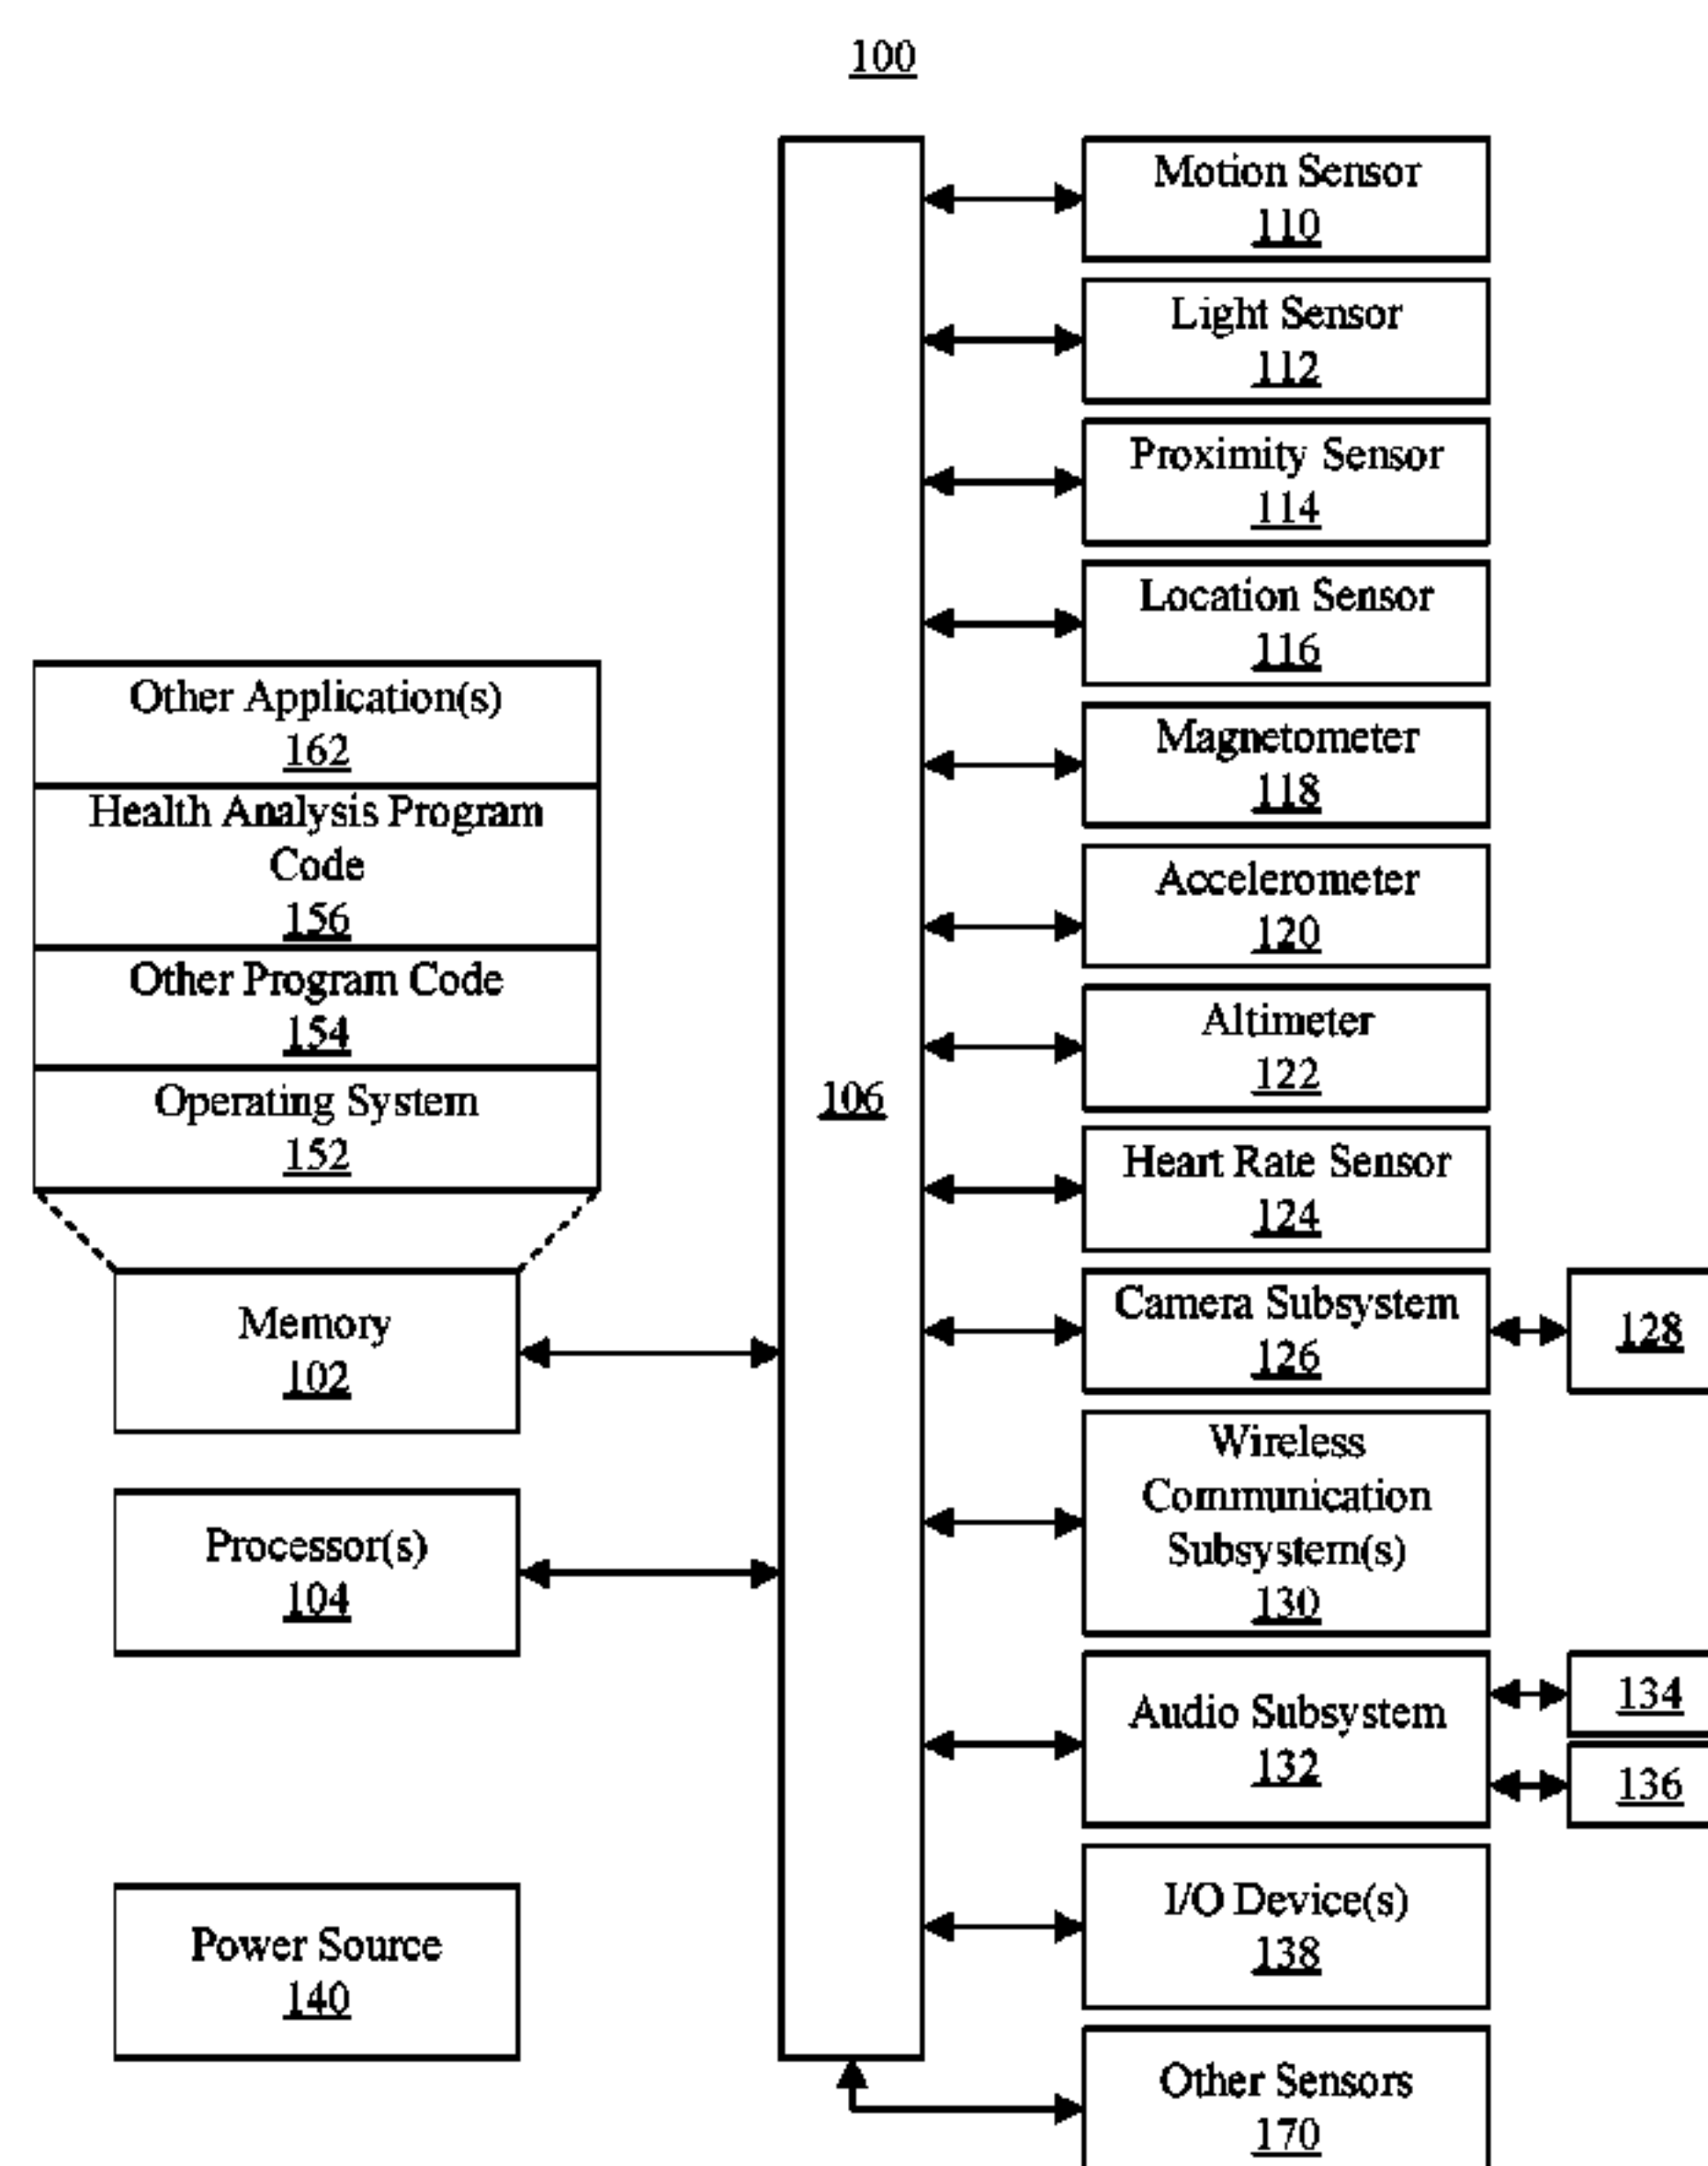 100
Motion Sensor
110
Light Sensor
112
Proximity Sensor
114
Location Sensor
116
Magnetometer
118
Accelerometer
120
Altimeter
122
Heart Rate Sensor
124
Camera Subsystem
126
128
Wireless
Communication
Subsystem(s)
130
Audio Subsystem
132
134
136
I/O Device(s)
138
Other Sensors
170
106
Other Application(s)
162
Health Analysis Program
Code
156
Other Program Code
154
Operating System
152
Memory
102
Processor(s)
104
Power Source
140